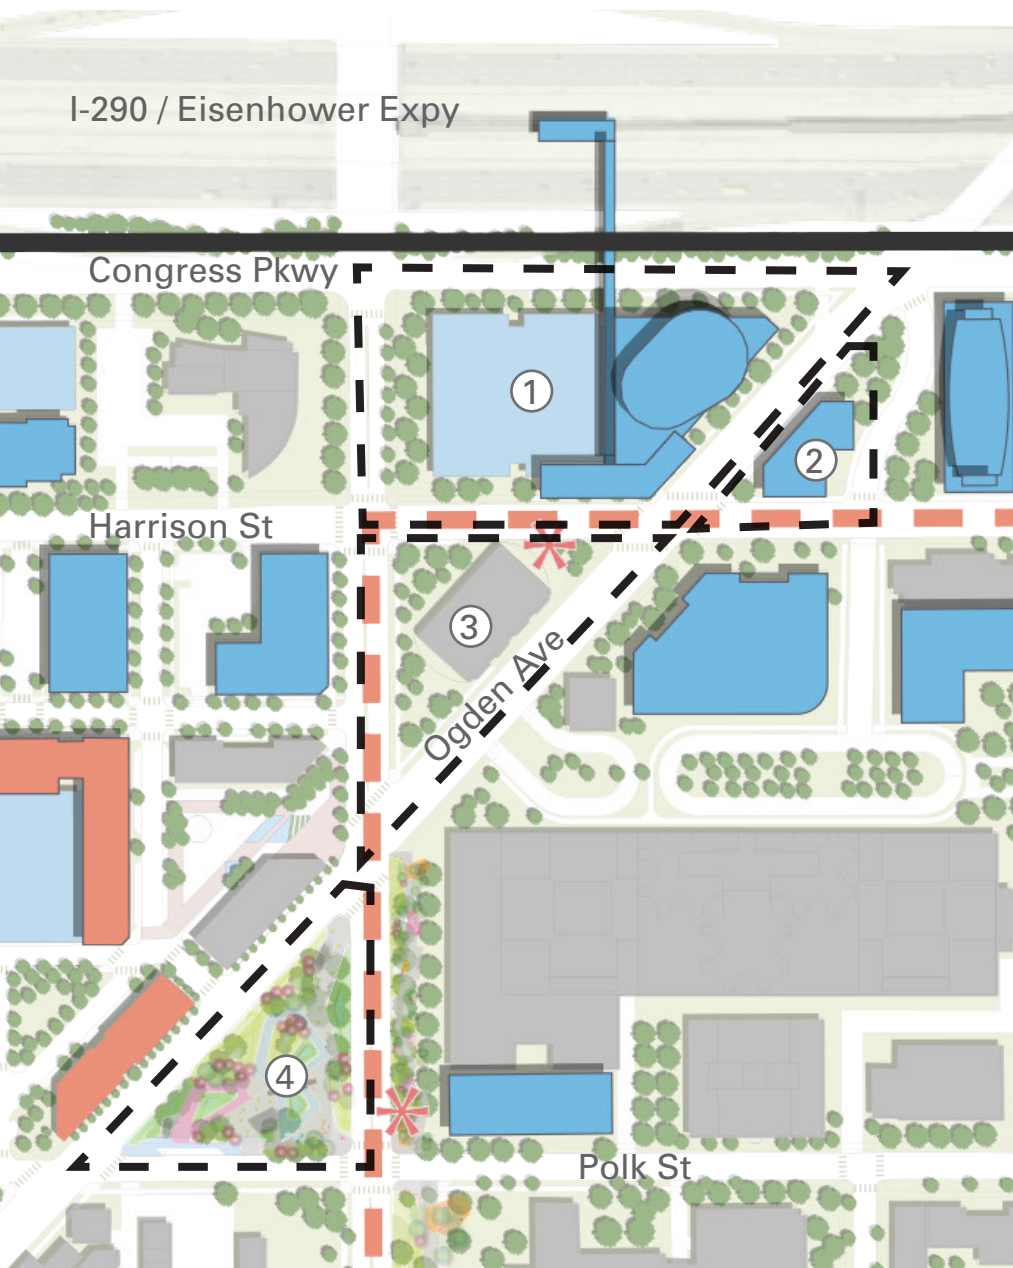 I-290 / Eisenhower Expy
Congress Pkwy
1
2
Harrison St
3
Ogden Ave
4
Polk St